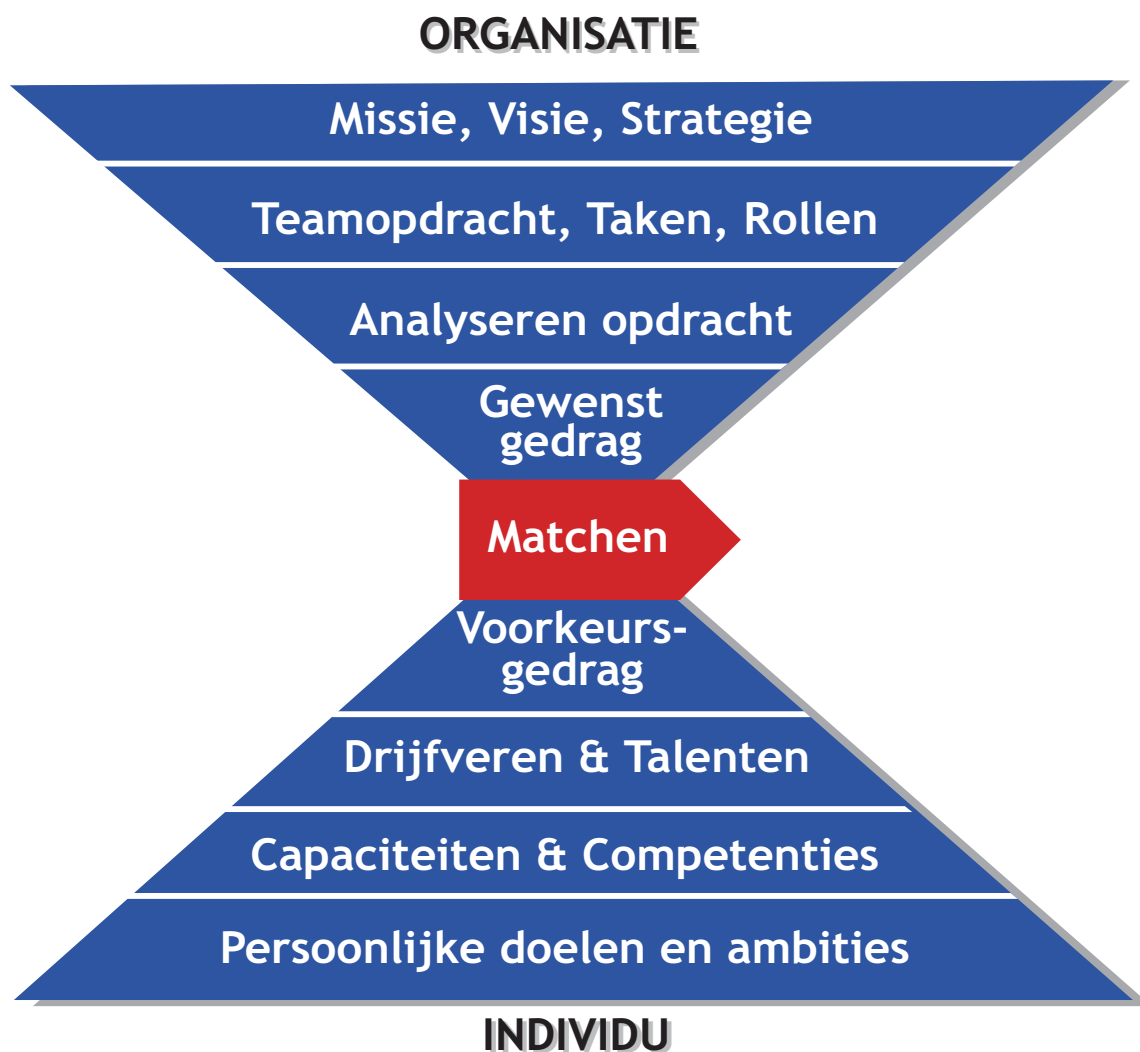 ORGANISATIE
Missie, Visie, Strategie
Teamopdracht, Taken, Rollen
Analyseren opdracht
Gewenst
gedrag
Matchen
Voorkeurs-
gedrag
Drijfveren & Talenten
Capaciteiten & Competenties
Persoonlijke doelen en ambities
INDIVIDU